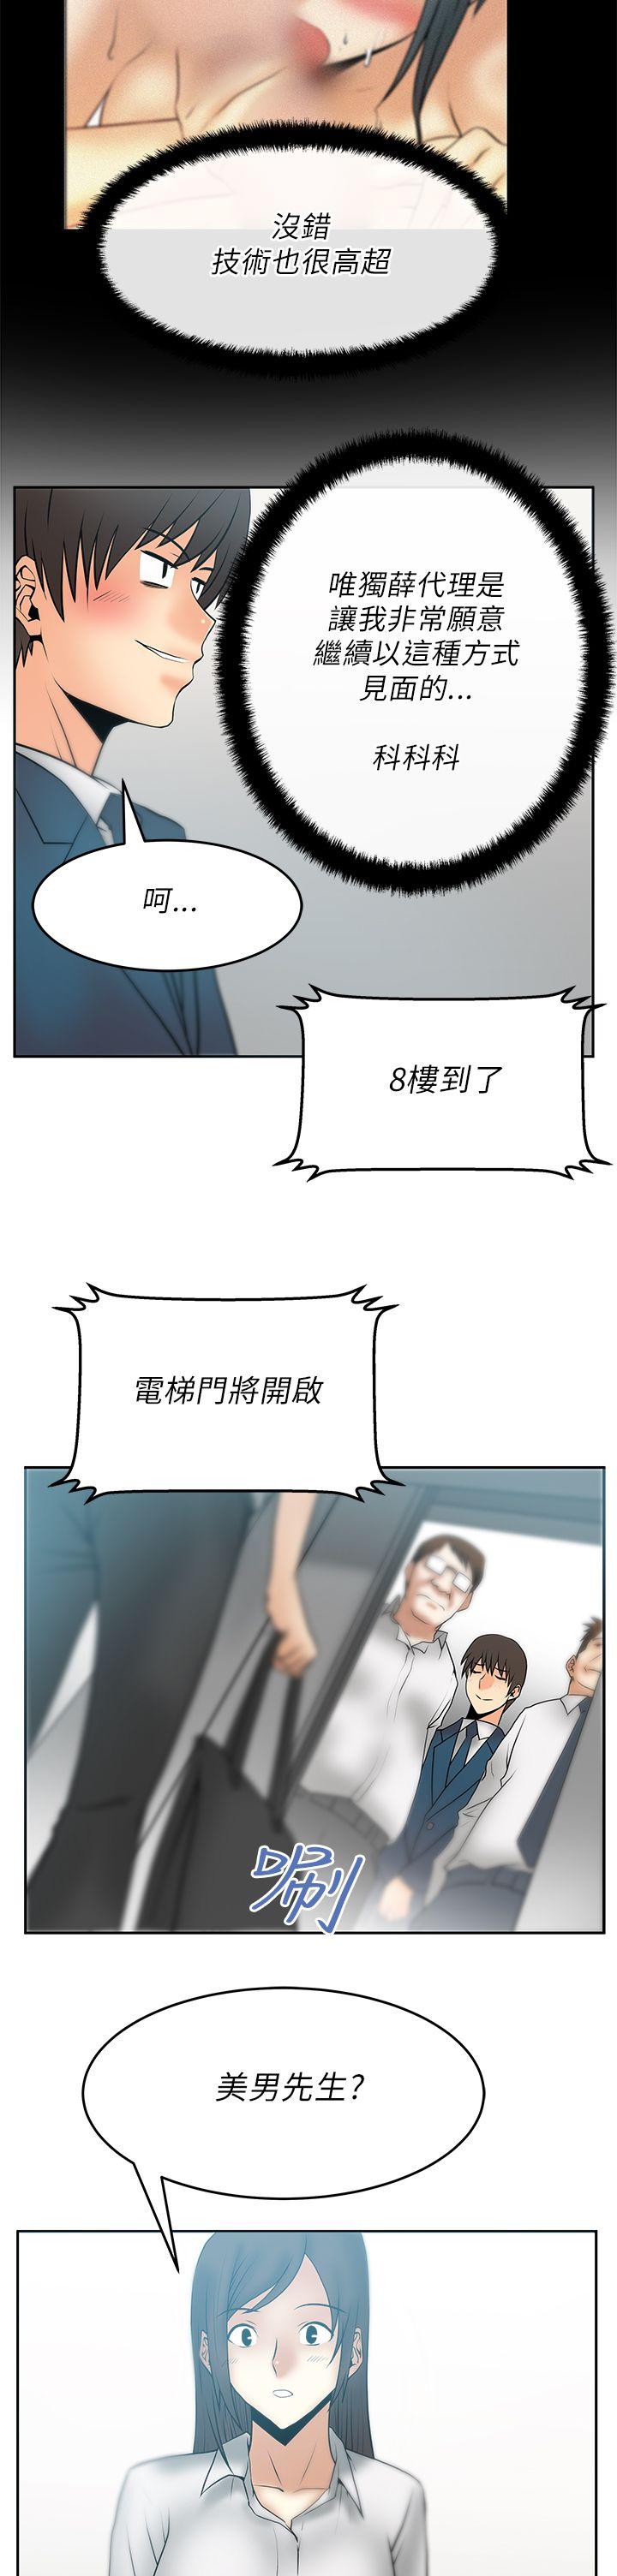 沒錯
技術也很高超
唯獨薛代理是
讓我非常願意
繼續以這種方式
見面的...
科科科
呵...
8樓到了
電梯門將開啟
唰
美男先生?